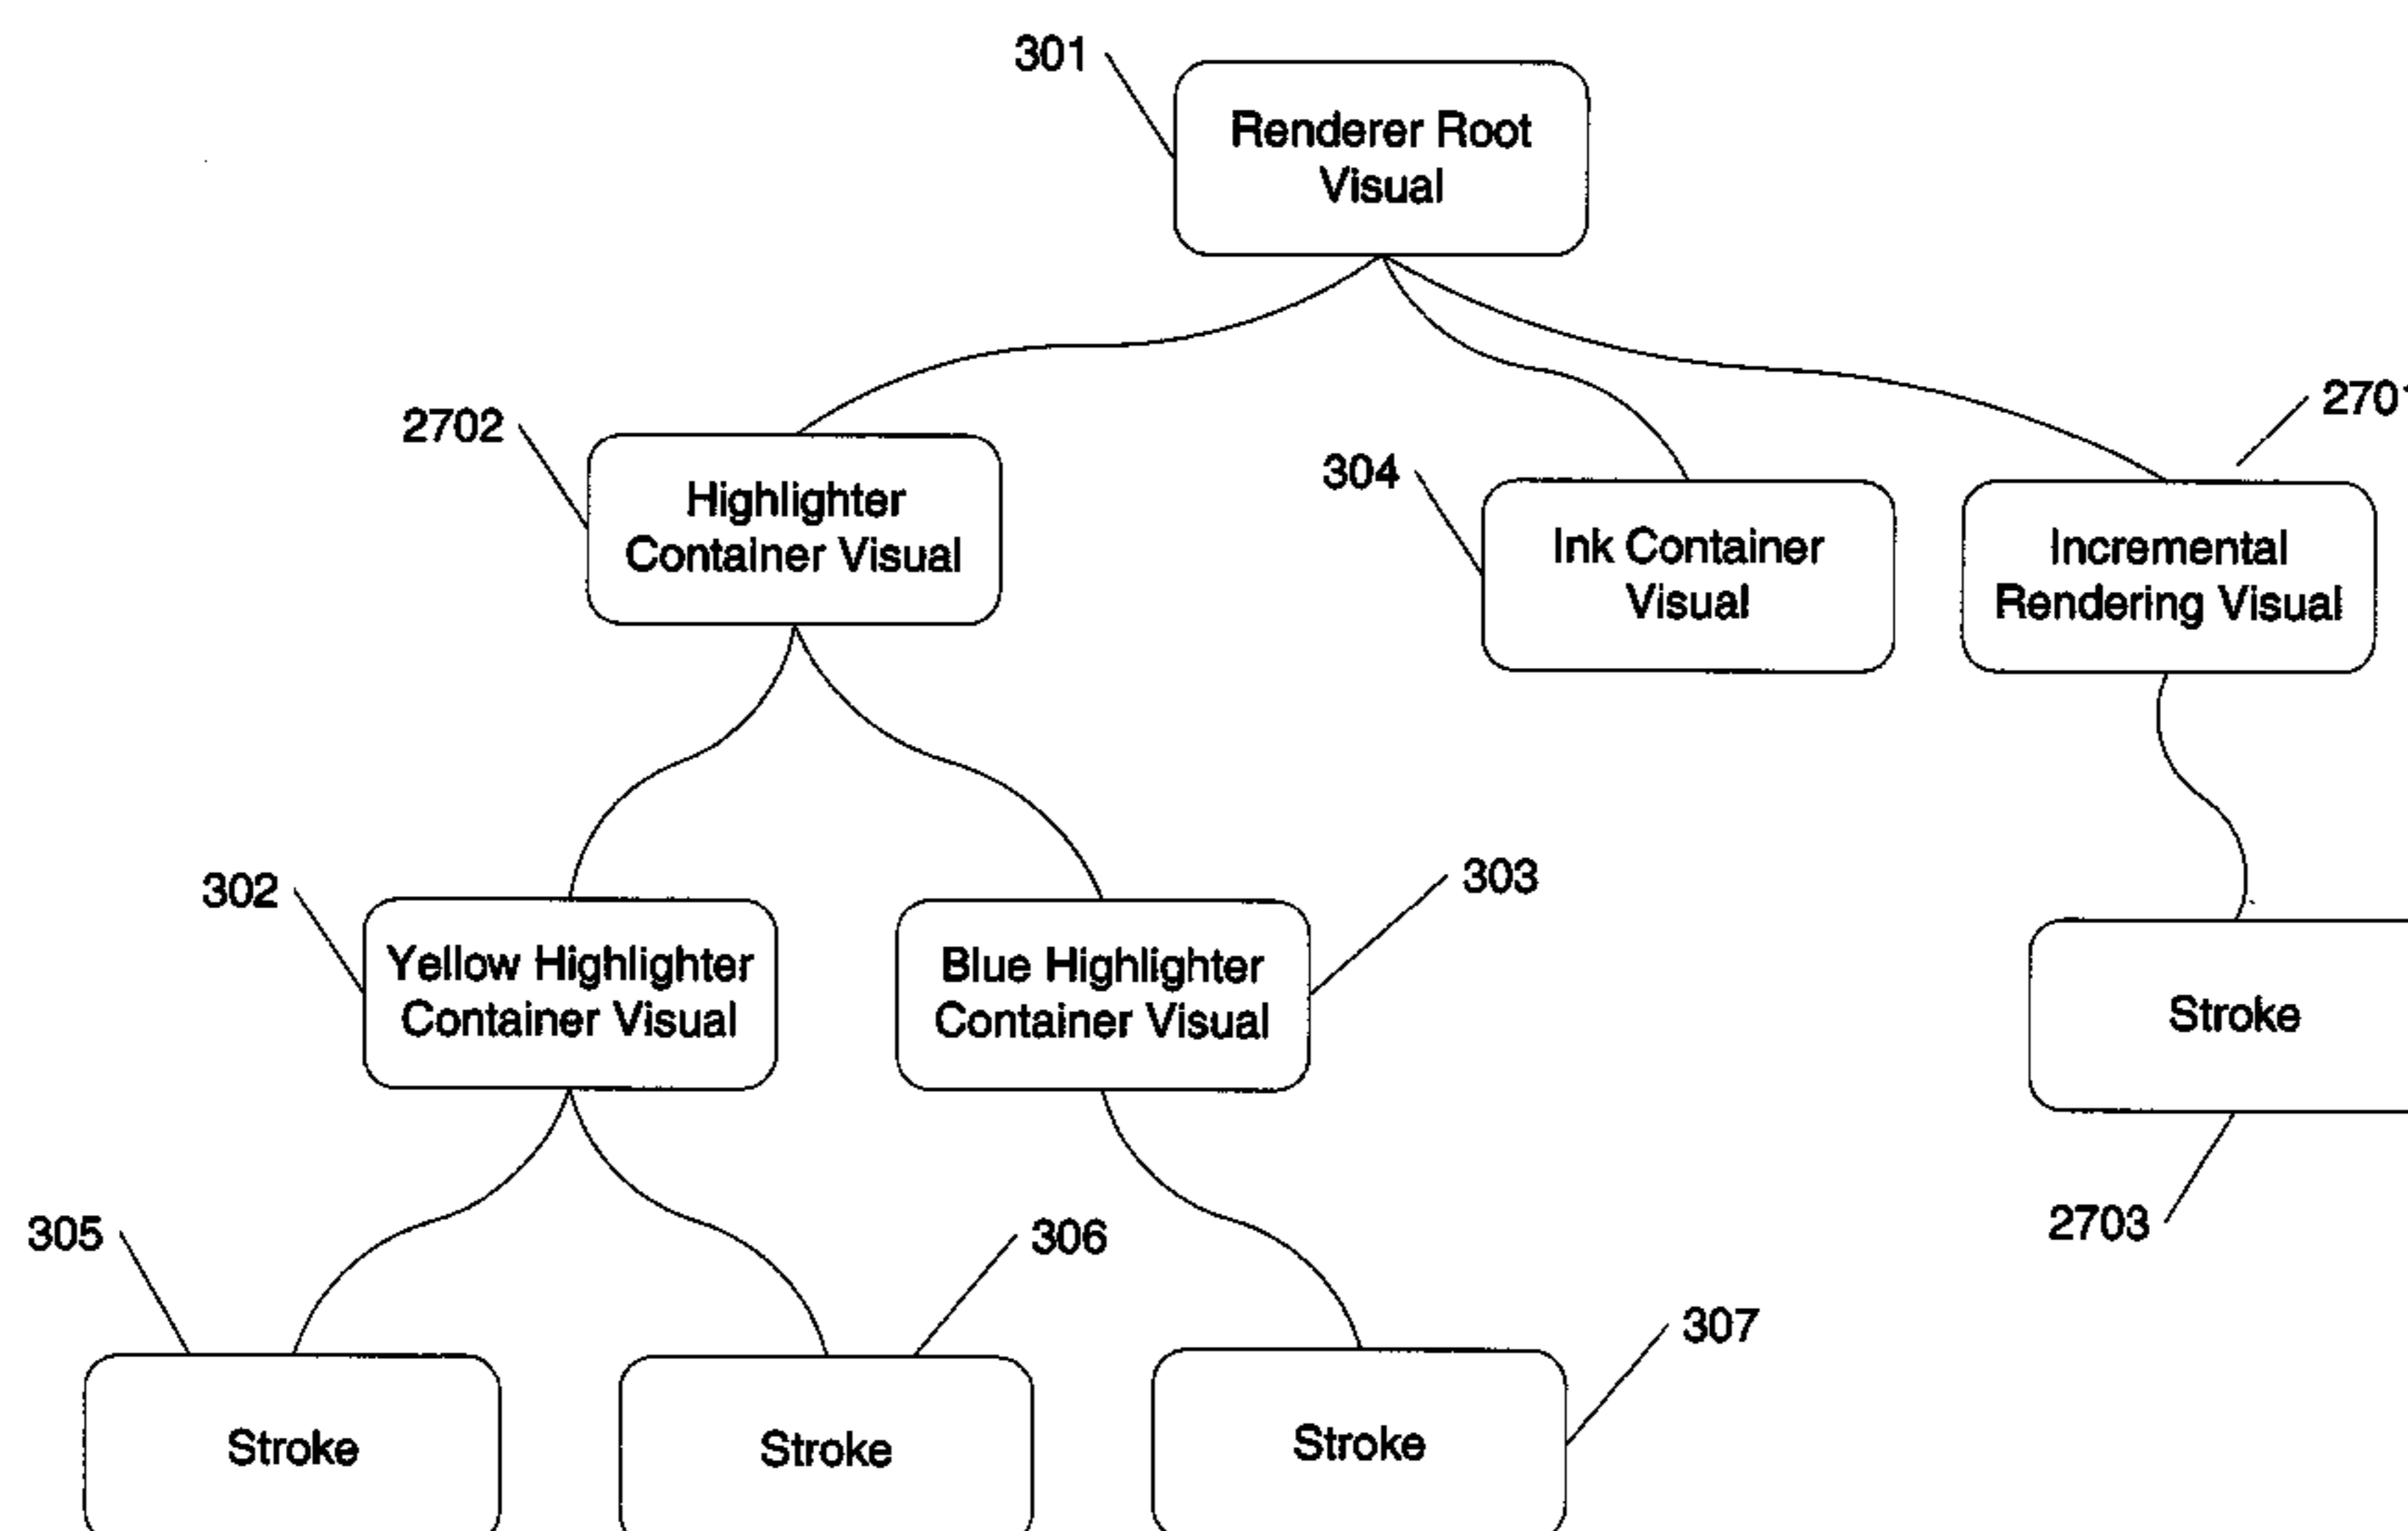 301
Renderer Root
Visual
2702
Highlighter
Container Visual
304
Ink Container
Visual
2701
Incremental
Rendering Visual
302
Yellow Highlighter
Container Visual
303
Blue Highlighter
Container Visual
Stroke
2703
305
Stroke
306
Stroke
307
Stroke